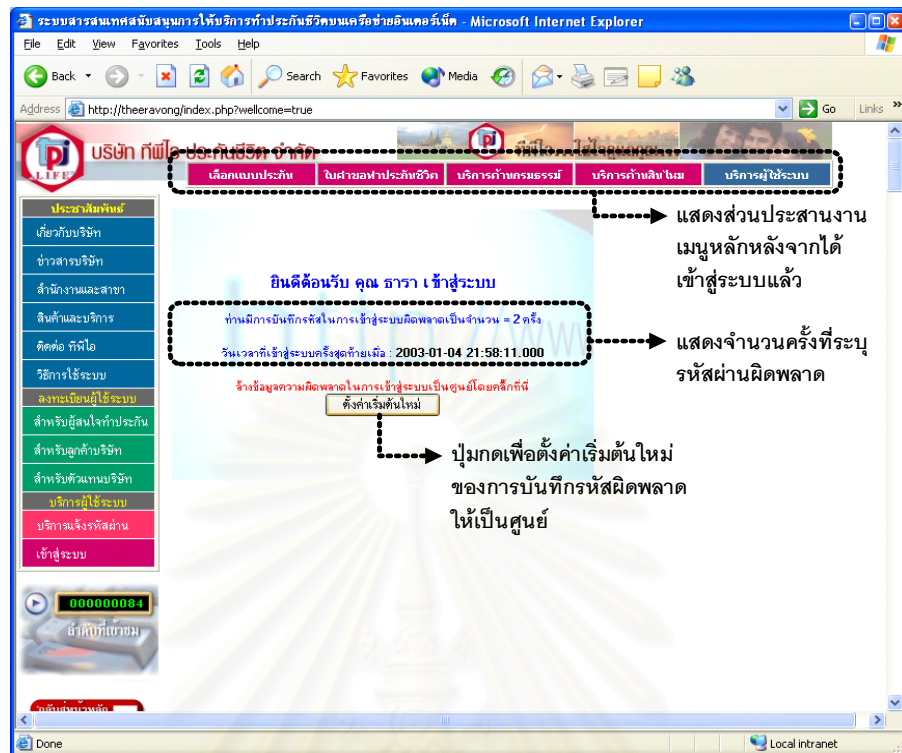 ระบบสารสนเทศสนับสนุนการให้บริการทำประกันชีวิตบนเครือข่ายอินเตอร์เน็ต - Microsoft Internet Explorer
File Edit View Favorites Tools Help
Back Search Favorites Media
Address http://theeravong/index.php?wellcome=true Go Links »
TPI LIFE
บริษัท ทีพีไอ ประกันชีวิต จำกัด
ทีพีไอ...ใส่ใจคุณภาพ
เลือกแบบประกัน ใบคำขอทำประกันชีวิต บริการด้านกรมธรรม์ บริการด้านสินไหม บริการผู้ใช้ระบบ
แสดงส่วนประสานงาน
เมนูหลักหลังจากได้
เข้าสู่ระบบแล้ว
ประชาสัมพันธ์
เกี่ยวกับบริษัท
ข่าวสารบริษัท
สำนักงานและสาขา
สินค้าและบริการ
ติดต่อ ทีพีไอ
วิธีการใช้ระบบ
ลงทะเบียนผู้ใช้ระบบ
สำหรับผู้สนใจทำประกัน
สำหรับลูกค้าบริษัท
สำหรับตัวแทนบริษัท
บริการผู้ใช้ระบบ
บริการแจ้งรหัสผ่าน
เข้าสู่ระบบ
000000084
ลำดับที่เข้าชม
กลับสู่หน้าหลัก
ยินดีต้อนรับ คุณ ธารา เข้าสู่ระบบ
ท่านมีการบันทึกรหัสในการเข้าสู่ระบบผิดพลาดเป็นจำนวน = 2 ครั้ง
วันเวลาที่เข้าสู่ระบบครั้งสุดท้ายเมื่อ : 2003-01-04 21:58:11.000
แสดงจำนวนครั้งที่ระบุ
รหัสผ่านผิดพลาด
ล้างข้อมูลความผิดพลาดในการเข้าสู่ระบบเป็นศูนย์โดยคลิ๊กที่นี่
ตั้งค่าเริ่มต้นใหม่
ปุ่มกดเพื่อตั้งค่าเริ่มต้นใหม่
ของการบันทึกรหัสผิดพลาด
ให้เป็นศูนย์
Done Local intranet